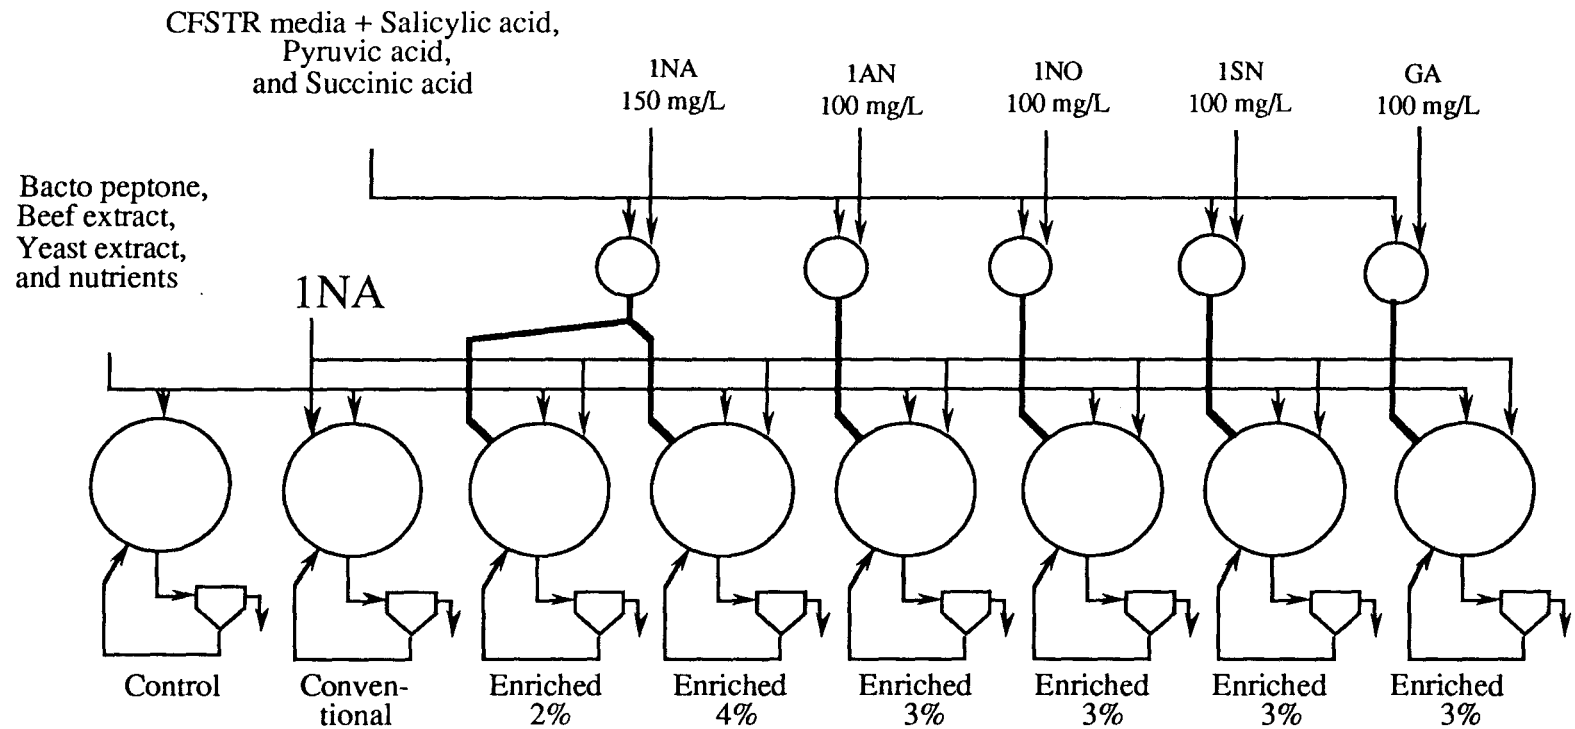 CFSTR media + Salicylic acid,
Pyruvic acid,
and Succinic acid
1NA
150 mg/L
1AN
100 mg/L
1NO
100 mg/L
1SN
100 mg/L
GA
100 mg/L
Bacto peptone,
Beef extract,
Yeast extract,
and nutrients
1NA
Control
Conven-
tional
Enriched
2%
Enriched
4%
Enriched
3%
Enriched
3%
Enriched
3%
Enriched
3%